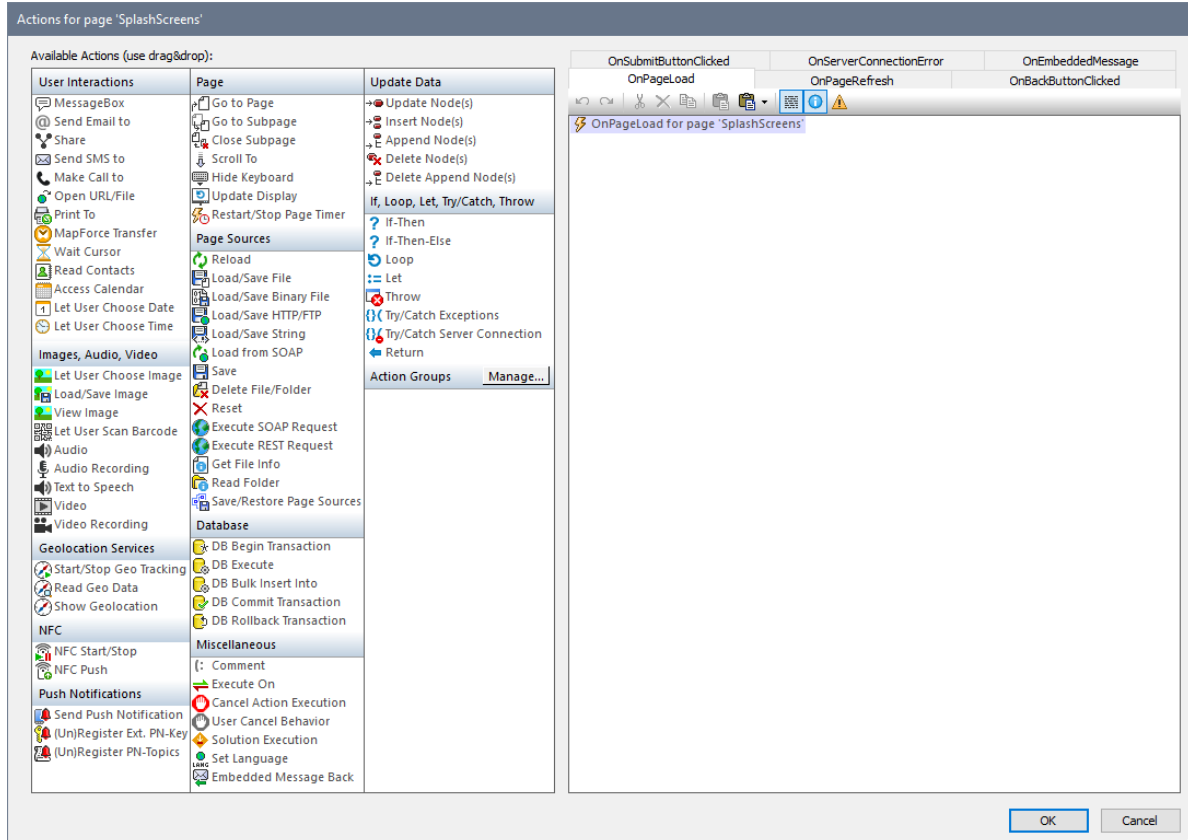 Actions for page 'SplashScreens'
Available Actions (use drag&drop):
User Interactions
MessageBox
Send Email to
Share
Send SMS to
Make Call to
Open URL/File
Print To
MapForce Transfer
Wait Cursor
Read Contacts
Access Calendar
Let User Choose Date
Let User Choose Time
Images, Audio, Video
Let User Choose Image
Load/Save Image
View Image
Let User Scan Barcode
Audio
Audio Recording
Text to Speech
Video
Video Recording
Geolocation Services
Start/Stop Geo Tracking
Read Geo Data
Show Geolocation
NFC
NFC Start/Stop
NFC Push
Push Notifications
Send Push Notification
(Un)Register Ext. PN-Key
(Un)Register PN-Topics
Page
Go to Page
Go to Subpage
Close Subpage
Scroll To
Hide Keyboard
Update Display
Restart/Stop Page Timer
Page Sources
Reload
Load/Save File
Load/Save Binary File
Load/Save HTTP/FTP
Load/Save String
Load from SOAP
Save
Delete File/Folder
Reset
Execute SOAP Request
Execute REST Request
Get File Info
Read Folder
Save/Restore Page Sources
Database
DB Begin Transaction
DB Execute
DB Bulk Insert Into
DB Commit Transaction
DB Rollback Transaction
Miscellaneous
(: Comment
Execute On
Cancel Action Execution
User Cancel Behavior
Solution Execution
Set Language
Embedded Message Back
Update Data
Update Node(s)
Insert Node(s)
Append Node(s)
Delete Node(s)
Delete Append Node(s)
If, Loop, Let, Try/Catch, Throw
If-Then
If-Then-Else
Loop
Let
Throw
Try/Catch Exceptions
Try/Catch Server Connection
Return
Action Groups Manage...
OnSubmitButtonClicked OnServerConnectionError OnEmbeddedMessage
OnPageLoad OnPageRefresh OnBackButtonClicked
OnPageLoad for page 'SplashScreens'
OK Cancel